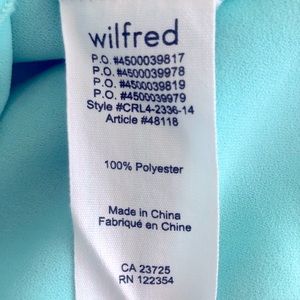 wilfred
P.O. #4500039817
P.O. #4500039978
P.O. #4500039819
P.O. #4500039979
Style #CRL4-2336-14
Article #48118
100% Polyester
Made in China
Fabriqué en Chine
CA 23725
RN 122354